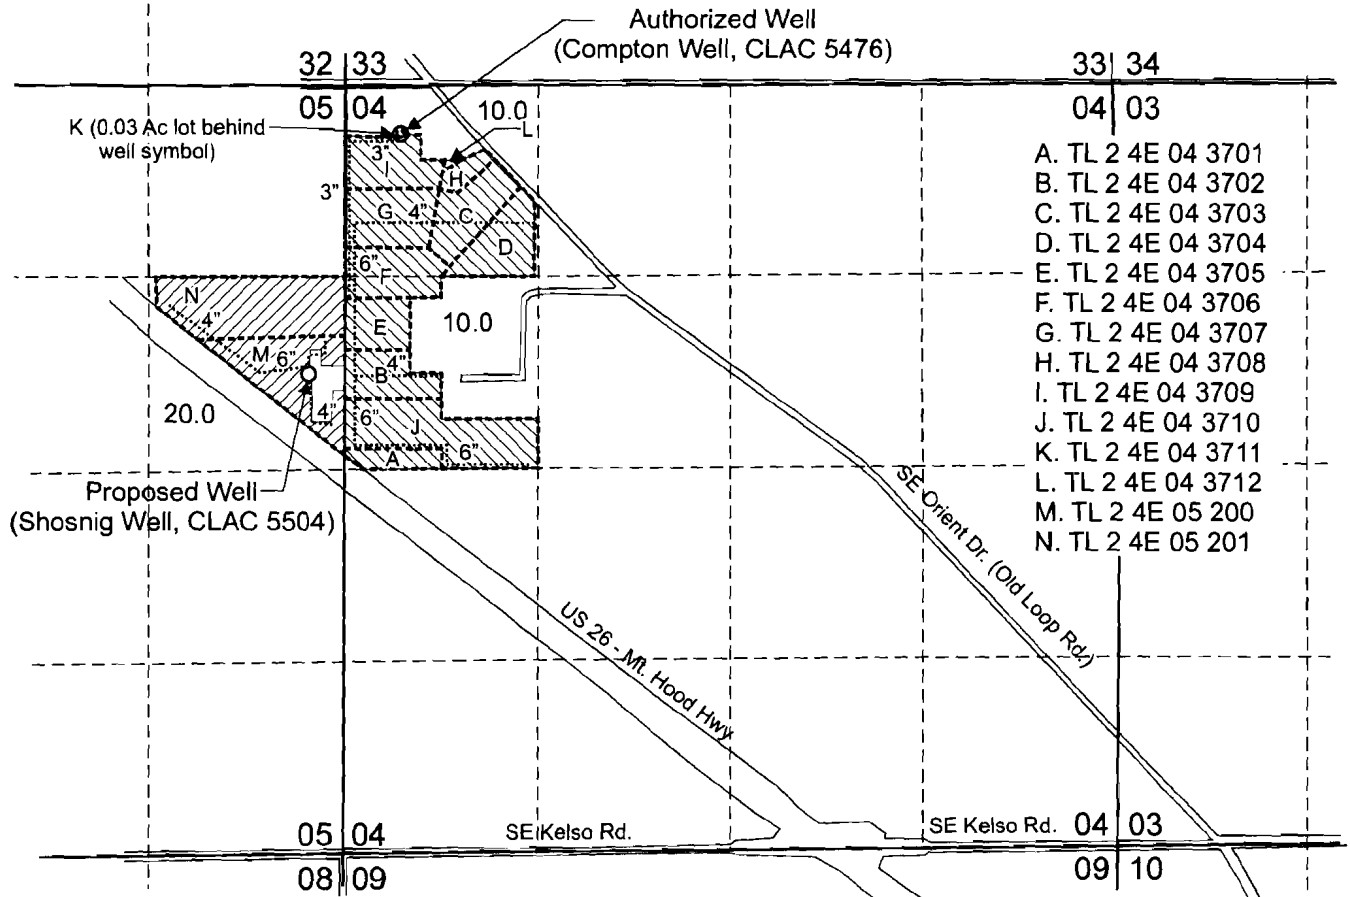 Authorized Well
(Compton Well, CLAC 5476)
32 33
33 34
05 04
04 03
10.0
L
K (0.03 Ac lot behind
well symbol)
3"
I
H
3"
G 4" C
D
6"
F
N
4"
E
10.0
M 6"
4"
B
20.0
4"
6"
J
A
6"
Proposed Well
(Shosnig Well, CLAC 5504)
A. TL 2 4E 04 3701
B. TL 2 4E 04 3702
C. TL 2 4E 04 3703
D. TL 2 4E 04 3704
E. TL 2 4E 04 3705
F. TL 2 4E 04 3706
G. TL 2 4E 04 3707
H. TL 2 4E 04 3708
I. TL 2 4E 04 3709
J. TL 2 4E 04 3710
K. TL 2 4E 04 3711
L. TL 2 4E 04 3712
M. TL 2 4E 05 200
N. TL 2 4E 05 201
SE Orient Dr. (Old Loop Rd.)
US 26 - Mt. Hood Hwy
05 04
SE Kelso Rd.
SE Kelso Rd.
04 03
08 09
09 10